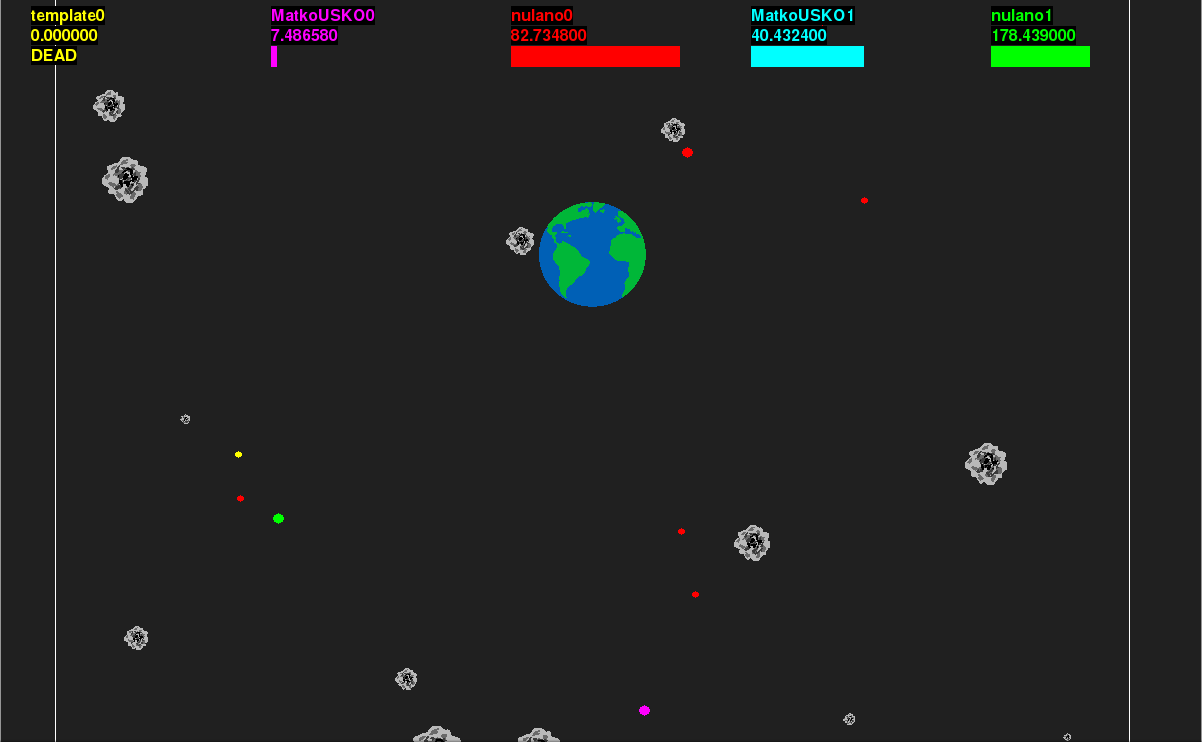 template0
0.000000
DEAD
MatkoUSKO0
7.486580
nulano0
82.734800
MatkoUSKO1
40.432400
nulano1
178.439000